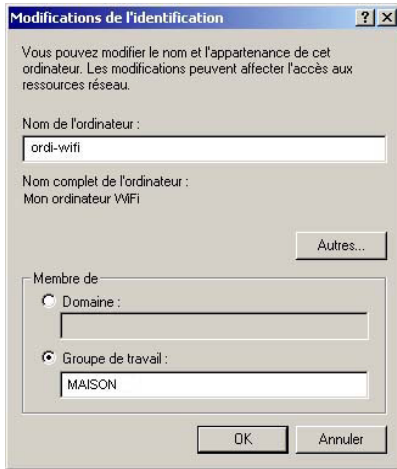 Modifications de l'identification
Vous pouvez modifier le nom et l'appartenance de cet
ordinateur. Les modifications peuvent affecter l'accès aux
ressources réseau.
Nom de l'ordinateur :
ordi-wifi
Nom complet de l'ordinateur :
Mon ordinateur WiFi
Autres...
Membre de
Domaine :
Groupe de travail :
MAISON
OK Annuler